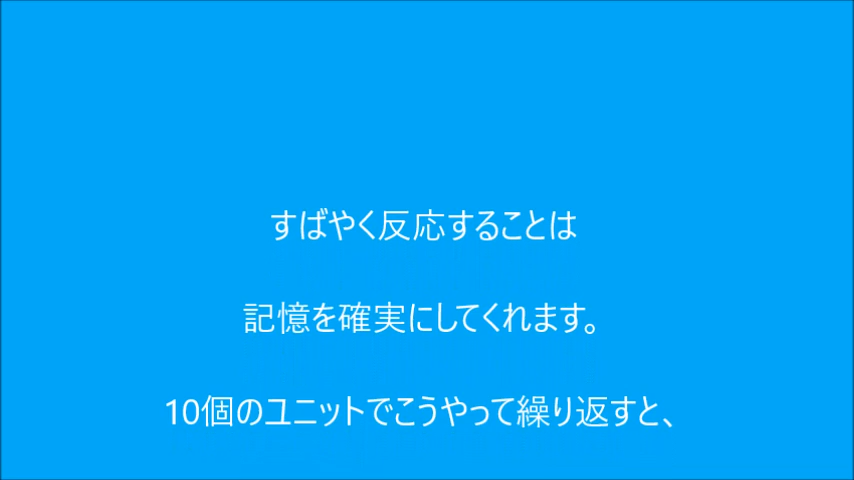 すばやく反応することは
記憶を確実にしてくれます。
10個のユニットでこうやって繰り返すと、